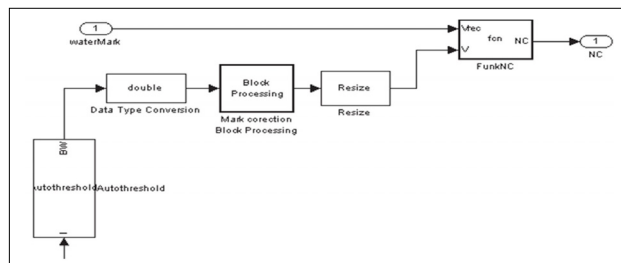 1
waterMark
Vrec
fcn
NC
V
FunkNC
1
NC
double
Data Type Conversion
Block
Processing
Mark corection
Block Processing
Resize
Resize
BW
Autothreshold
Autothreshold
I